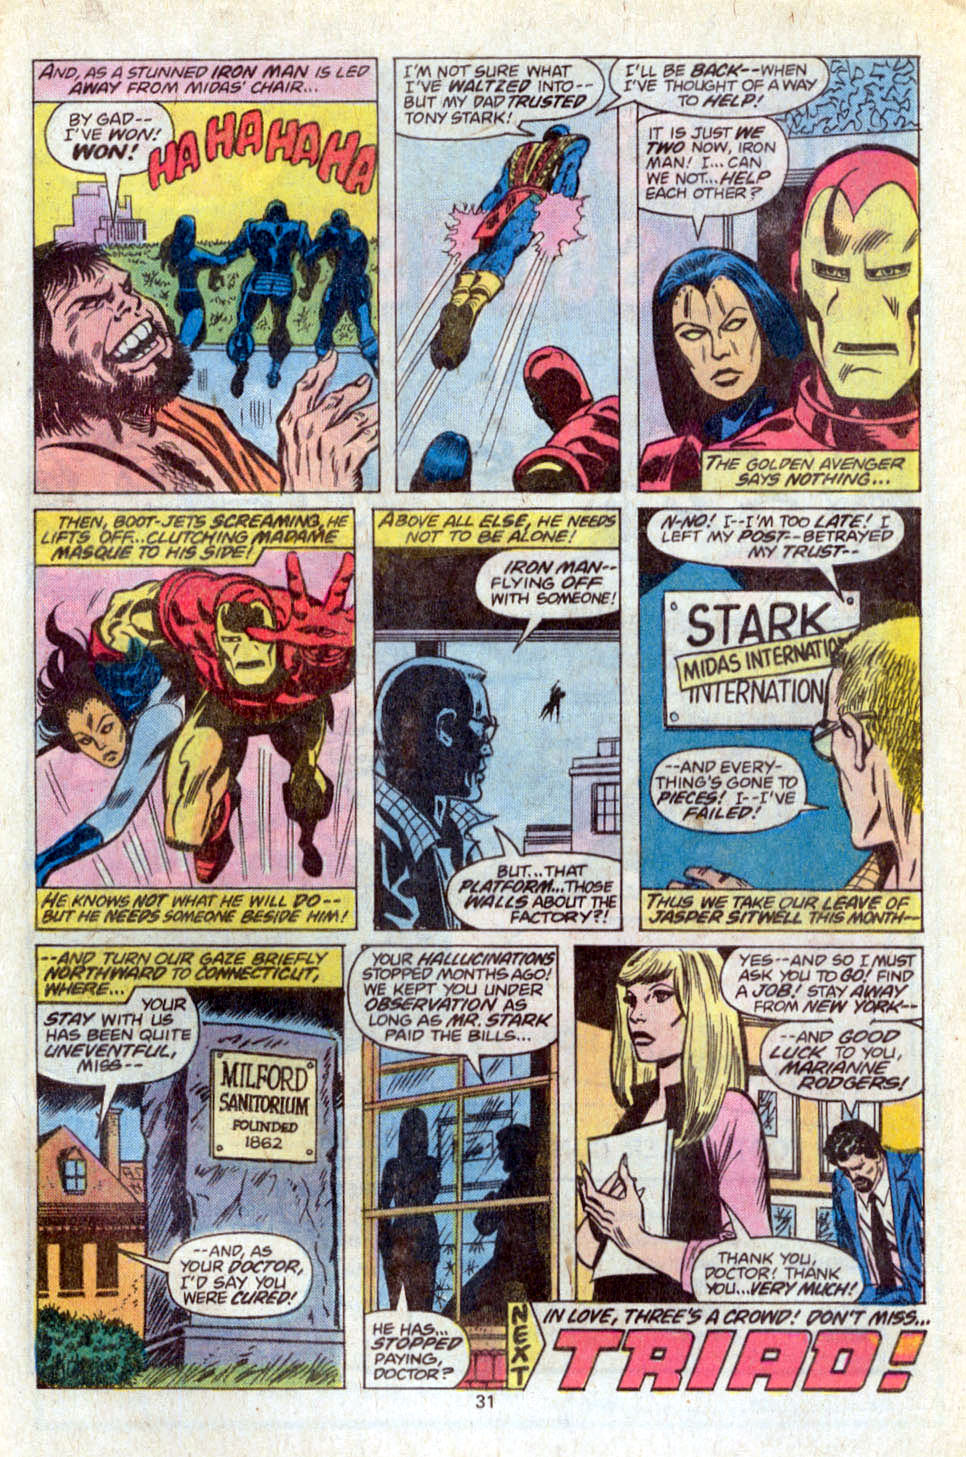 AND, AS A STUNNED IRON MAN IS LED
AWAY FROM MIDAS' CHAIR...
BY GAD--
I'VE WON!
WON!
HA HA HA HA
I'M NOT SURE WHAT
I'VE WALTZED INTO--
BUT MY DAD TRUSTED
TONY STARK!
I'LL BE BACK--WHEN
I'VE THOUGHT OF A WAY
TO HELP!
IT IS JUST WE
TWO NOW, IRON
MAN! I... CAN
WE NOT...HELP
EACH OTHER?
THE GOLDEN AVENGER
SAYS NOTHING...
THEN, BOOT-JETS SCREAMING, HE
LIFTS OFF...CLUTCHING MADAME
MASQUE TO HIS SIDE!
HE KNOWS NOT WHAT HE WILL DO--
BUT HE NEEDS SOMEONE BESIDE HIM!
ABOVE ALL ELSE, HE NEEDS
NOT TO BE ALONE!
IRON MAN--
FLYING OFF
WITH SOMEONE!
BUT...THAT
PLATFORM...THOSE
WALLS ABOUT THE
FACTORY?!
N-NO! I--I'M TOO LATE! I
LEFT MY POST--BETRAYED
MY TRUST--
STARK
MIDAS INTERNATIO
INTERNATION
--AND EVERY-
THING'S GONE TO
PIECES! I--I'VE
FAILED!
THUS WE TAKE OUR LEAVE OF
JASPER SITWELL THIS MONTH--
--AND TURN OUR GAZE BRIEFLY
NORTHWARD TO CONNECTICUT,
WHERE...
YOUR
STAY WITH US
HAS BEEN QUITE
UNEVENTFUL,
MISS--
MILFORD
SANITORIUM
FOUNDED
1862
--AND, AS
YOUR DOCTOR,
I'D SAY YOU
WERE CURED!
YOUR HALLUCINATIONS
STOPPED MONTHS AGO!
WE KEPT YOU UNDER
OBSERVATION AS
LONG AS MR. STARK
PAID THE BILLS...
HE HAS...
STOPPED
PAYING,
DOCTOR?
YES--AND SO I MUST
ASK YOU TO GO! FIND
A JOB! STAY AWAY
FROM NEW YORK--
--AND GOOD
LUCK TO YOU,
MARIANNE
RODGERS!
THANK YOU,
DOCTOR! THANK
YOU...VERY MUCH!
NEXT
IN LOVE, THREE'S A CROWD! DON'T MISS...
TRIAD!
31